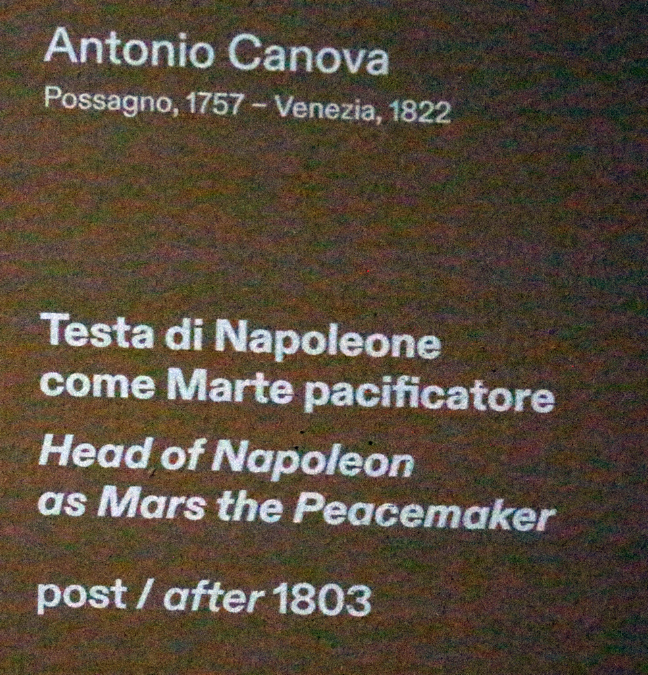 Antonio Canova
Possagno, 1757 – Venezia, 1822
Testa di Napoleone
come Marte pacificatore
Head of Napoleon
as Mars the Peacemaker
post / after 1803